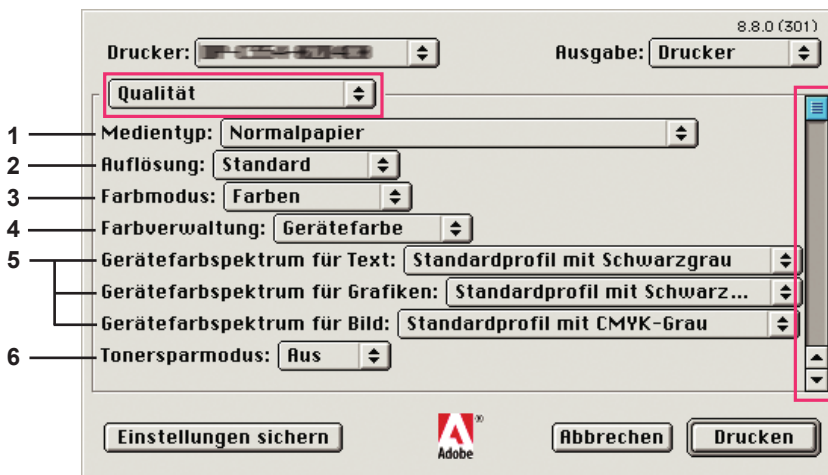 8.8.0 (301)
Drucker: Ausgabe: Drucker
Qualität
1 Medientyp: Normalpapier
2 Auflösung: Standard
3 Farbmodus: Farben
4 Farbverwaltung: Gerätefarbe
5 Gerätefarbspektrum für Text: Standardprofil mit Schwarzgrau
Gerätefarbspektrum für Grafiken: Standardprofil mit Schwarz...
Gerätefarbspektrum für Bild: Standardprofil mit CMYK-Grau
6 Tonersparmodus: Aus
Einstellungen sichern Adobe® Abbrechen Drucken